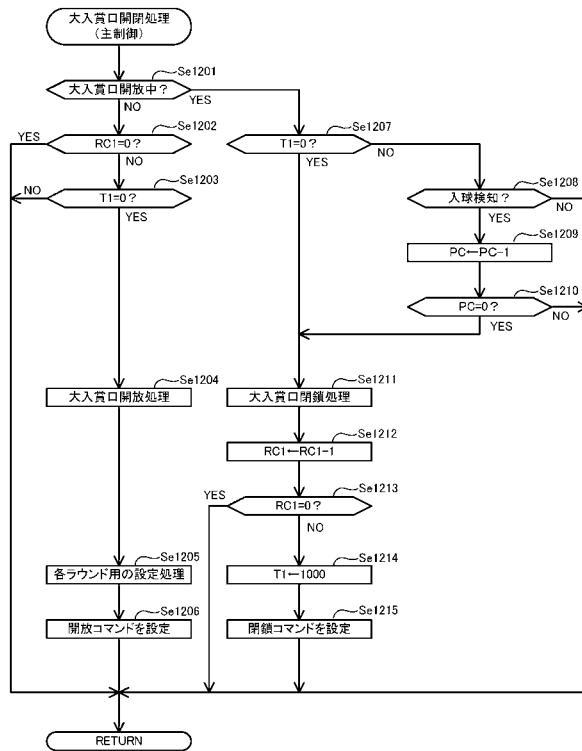 大入賞口開閉処理
(主制御)
Se1201
大入賞口開放中？
YES
NO
Se1202
YES
RC1=0？
NO
Se1203
NO
T1=0？
YES
Se1207
T1=0？
NO
YES
Se1208
入球検知？
NO
YES
Se1209
PC←PC-1
Se1210
PC=0？
NO
YES
Se1204
大入賞口開放処理
Se1211
大入賞口閉鎖処理
Se1212
RC1←RC1-1
Se1213
YES
RC1=0？
NO
Se1205
各ラウンド用の設定処理
Se1214
T1←1000
Se1206
開放コマンドを設定
Se1215
閉鎖コマンドを設定
RETURN